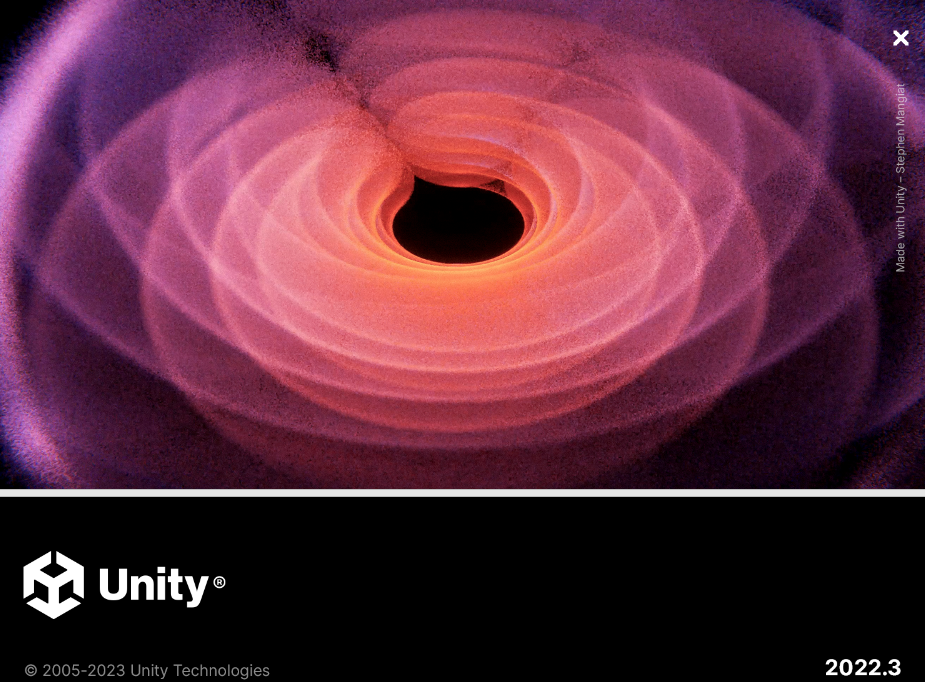 Made with Unity – Stephen Mangiat
Unity®
© 2005-2023 Unity Technologies
2022.3